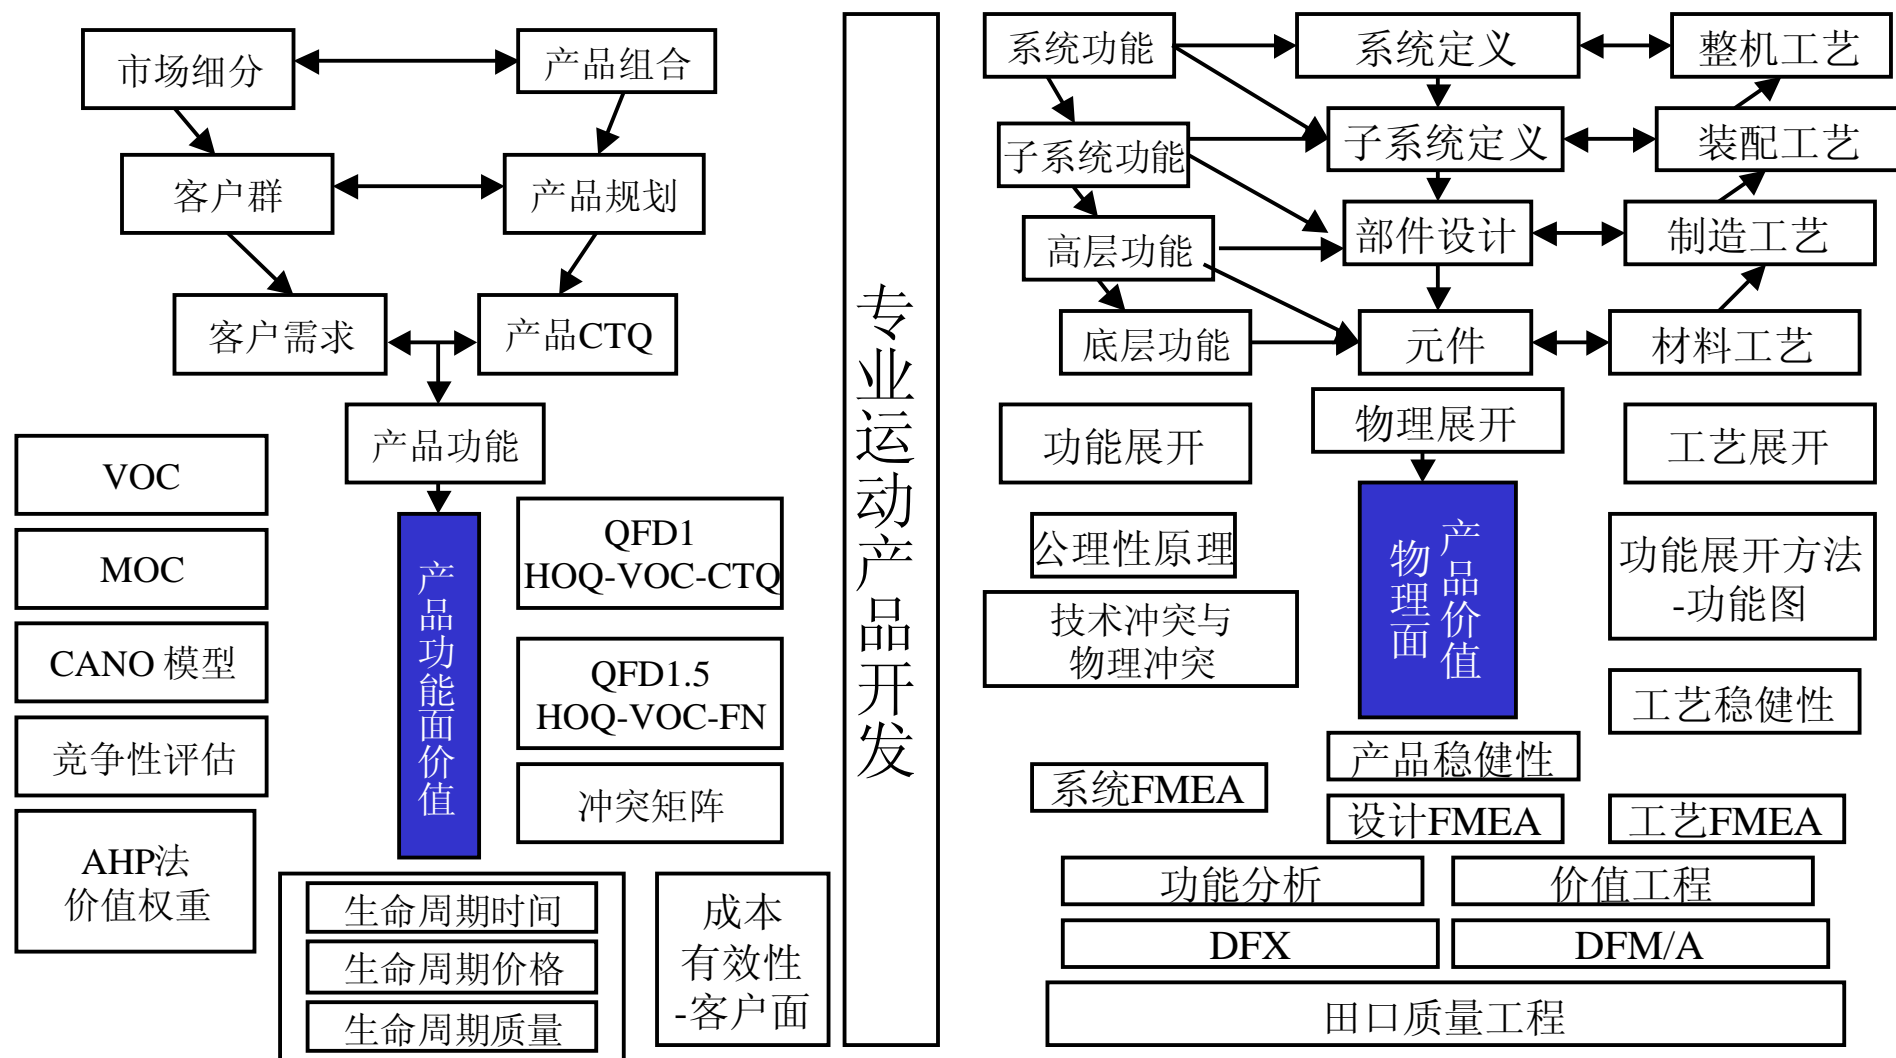 市场细分
产品组合
客户群
产品规划
客户需求
产品CTQ
产品功能
VOC
MOC
CANO 模型
竞争性评估
AHP法
价值权重
产品功能面价值
QFD1
HOQ-VOC-CTQ
QFD1.5
HOQ-VOC-FN
冲突矩阵
生命周期时间
生命周期价格
生命周期质量
成本
有效性
-客户面
专业运动产品开发
系统功能
系统定义
整机工艺
子系统功能
子系统定义
装配工艺
高层功能
部件设计
制造工艺
底层功能
元件
材料工艺
功能展开
物理展开
工艺展开
公理性原理
技术冲突与
物理冲突
产品价值
物理面
功能展开方法
-功能图
工艺稳健性
产品稳健性
系统FMEA
设计FMEA
工艺FMEA
功能分析
价值工程
DFX
DFM/A
田口质量工程